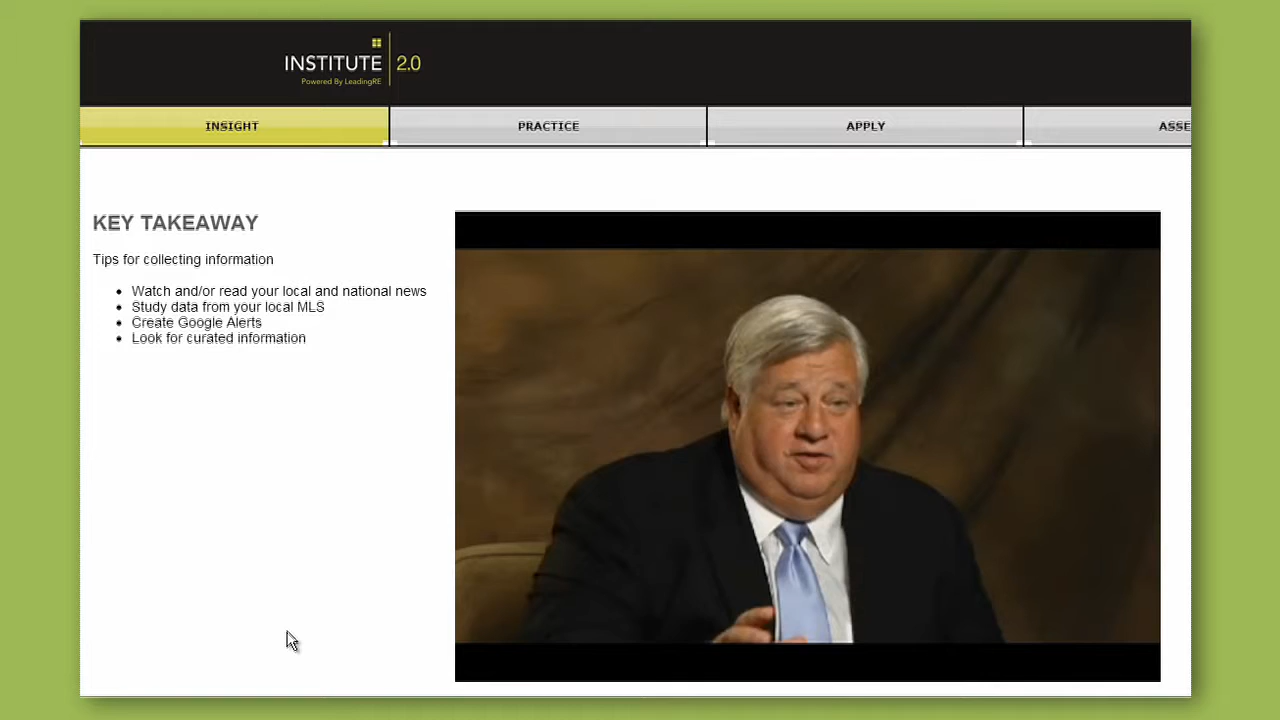 INSTITUTE 2.0
Powered By LeadingRE
INSIGHT PRACTICE APPLY ASSE
KEY TAKEAWAY
Tips for collecting information
• Watch and/or read your local and national news
• Study data from your local MLS
• Create Google Alerts
• Look for curated information